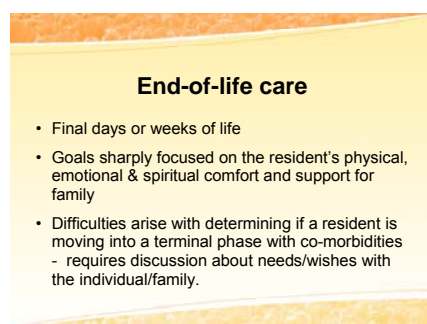 End-of-life care
• Final days or weeks of life
• Goals sharply focused on the resident's physical,
emotional & spiritual comfort and support for
family
• Difficulties arise with determining if a resident is
moving into a terminal phase with co-morbidities
- requires discussion about needs/wishes with
the individual/family.